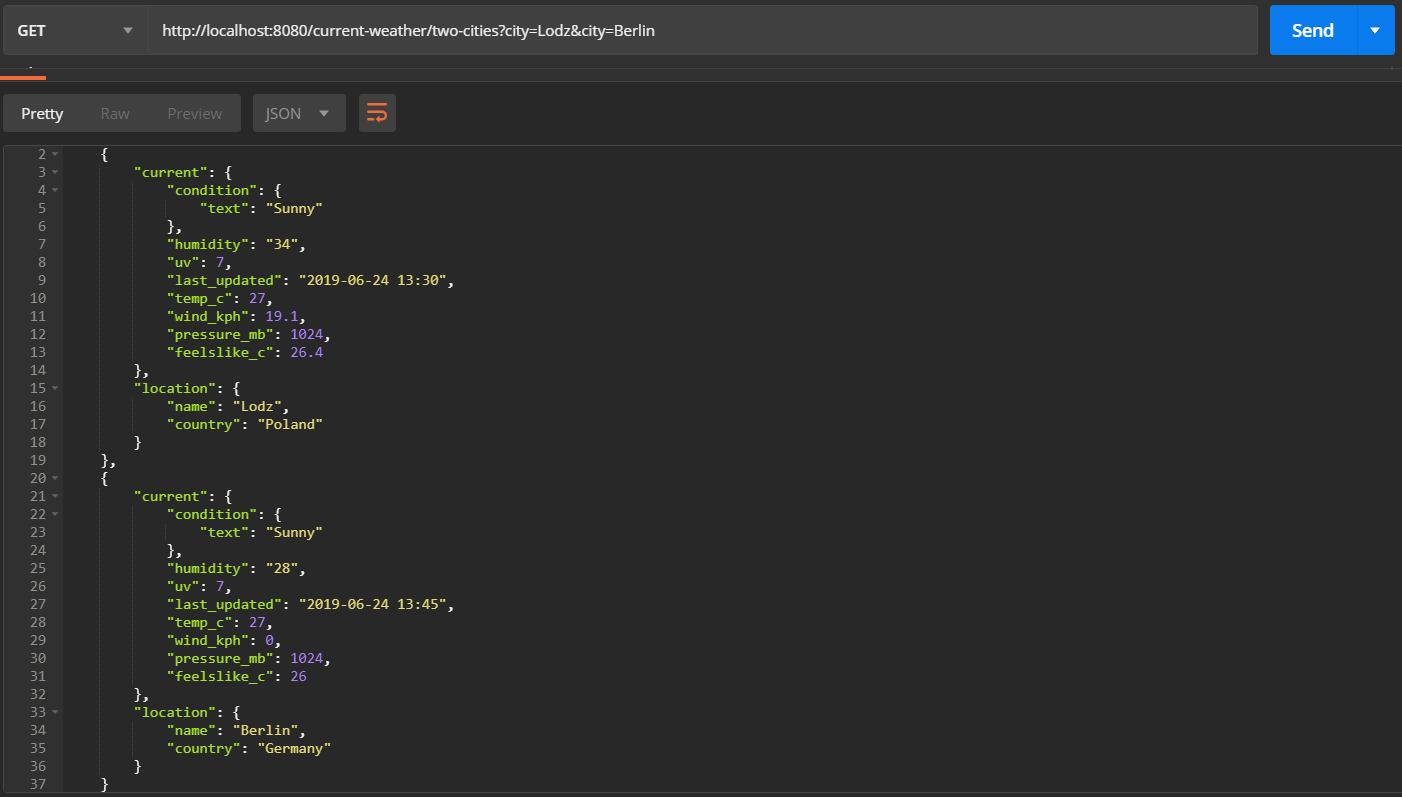 GET http://localhost:8080/current-weather/two-cities?city=Lodz&city=Berlin Send
Pretty Raw Preview JSON
2 {
3 "current": {
4 "condition": {
5 "text": "Sunny"
6 },
7 "humidity": "34",
8 "uv": 7,
9 "last_updated": "2019-06-24 13:30",
10 "temp_c": 27,
11 "wind_kph": 19.1,
12 "pressure_mb": 1024,
13 "feelslike_c": 26.4
14 },
15 "location": {
16 "name": "Lodz",
17 "country": "Poland"
18 }
19 },
20 {
21 "current": {
22 "condition": {
23 "text": "Sunny"
24 },
25 "humidity": "28",
26 "uv": 7,
27 "last_updated": "2019-06-24 13:45",
28 "temp_c": 27,
29 "wind_kph": 0,
30 "pressure_mb": 1024,
31 "feelslike_c": 26
32 },
33 "location": {
34 "name": "Berlin",
35 "country": "Germany"
36 }
37 }